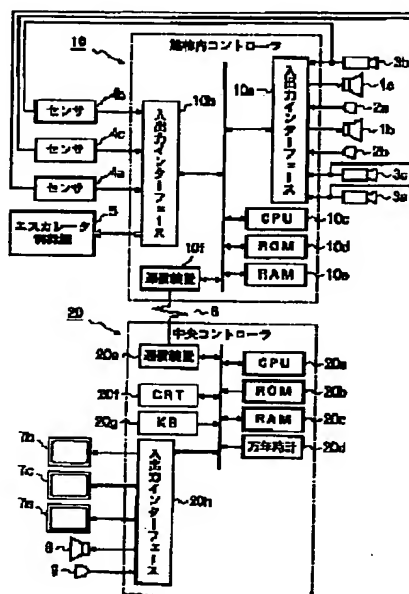 10
建物内コントローラ
4b
センサ
4c
センサ
4a
センサ
5
エスカレータ
制御盤
10b
入出力インターフェース
10a
入出力インターフェース
3b
1a
2a
1b
2b
3c
3a
CPU
10c
ROM
10d
RAM
10e
10f
通信装置
6
20
中央コントローラ
20e
通信装置
20f
CRT
20g
KB
CPU
20a
ROM
20b
RAM
20c
万年時計
20d
入出力インターフェース
20h
7b
7c
7a
8
9